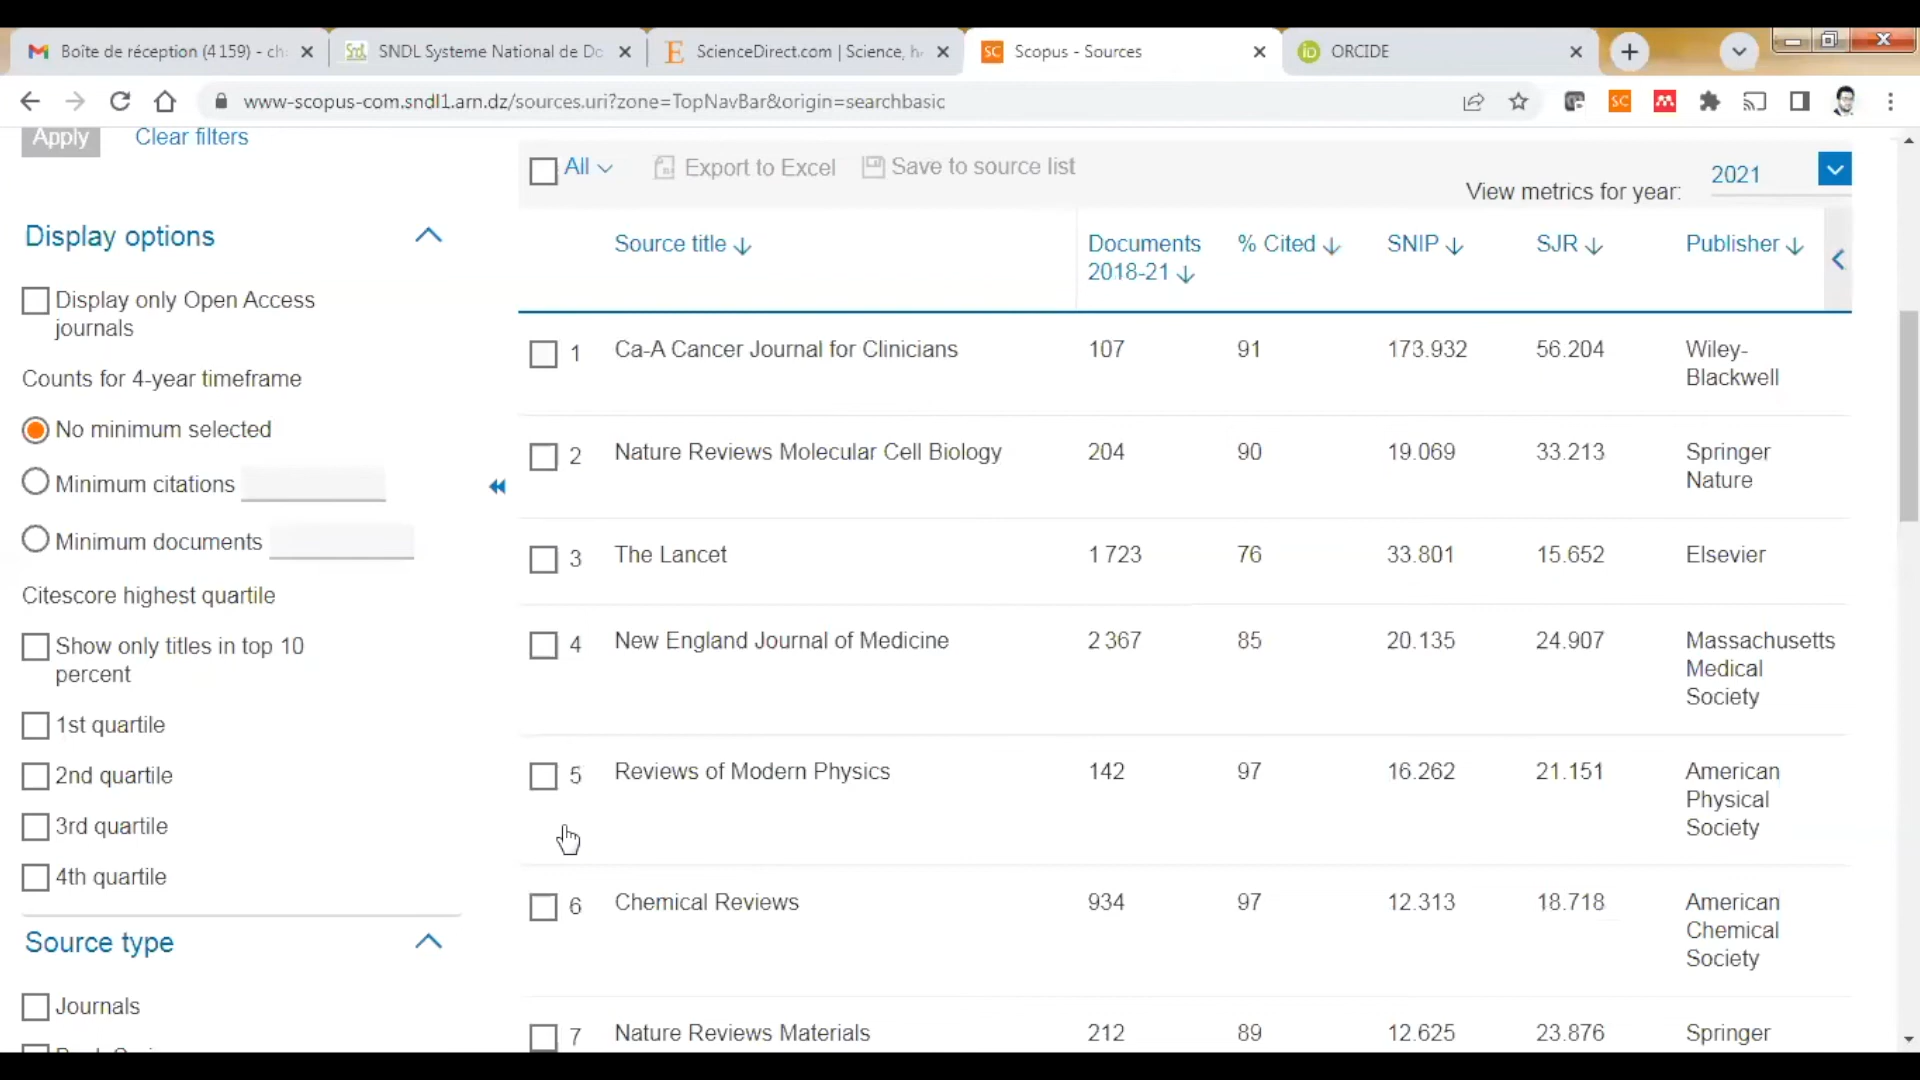 Boîte de réception (4 159) - ch
SNDL Systeme National de Do
ScienceDirect.com | Science, h
Scopus - Sources
ORCIDE
www-scopus-com.sndl1.arn.dz/sources.uri?zone=TopNavBar&origin=searchbasic
Apply
Clear filters
All
Export to Excel
Save to source list
View metrics for year:
2021
Display options
Display only Open Access
journals
Counts for 4-year timeframe
No minimum selected
Minimum citations
Minimum documents
Citescore highest quartile
Show only titles in top 10
percent
1st quartile
2nd quartile
3rd quartile
4th quartile
Source type
Journals
Source title
Documents
2018-21
% Cited
SNIP
SJR
Publisher
1 Ca-A Cancer Journal for Clinicians 107 91 173.932 56.204 Wiley-
Blackwell
2 Nature Reviews Molecular Cell Biology 204 90 19.069 33.213 Springer
Nature
3 The Lancet 1 723 76 33.801 15.652 Elsevier
4 New England Journal of Medicine 2 367 85 20.135 24.907 Massachusetts
Medical
Society
5 Reviews of Modern Physics 142 97 16.262 21.151 American
Physical
Society
6 Chemical Reviews 934 97 12.313 18.718 American
Chemical
Society
7 Nature Reviews Materials 212 89 12.625 23.876 Springer